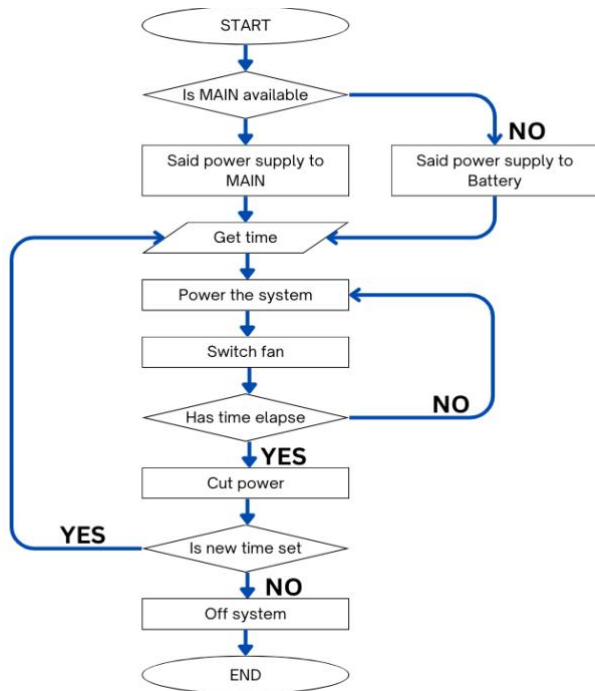 START
Is MAIN available
NO
Said power supply to
MAIN
Said power supply to
Battery
Get time
Power the system
Switch fan
Has time elapse
NO
YES
Cut power
YES
Is new time set
NO
Off system
END